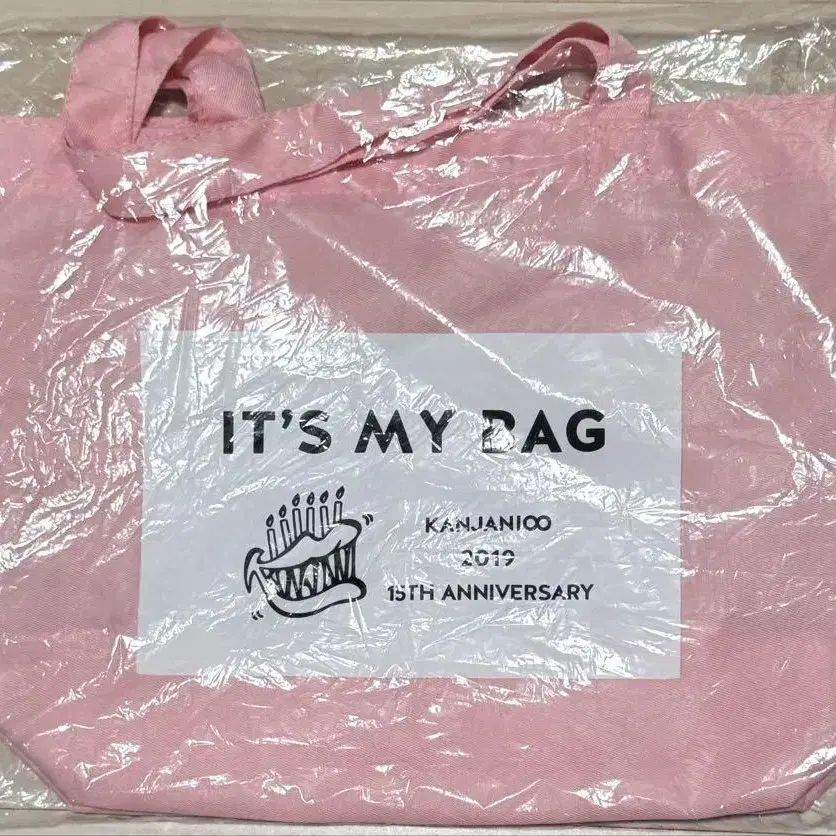 IT'S MY BAG
KANJANI∞
2019
15TH ANNIVERSARY